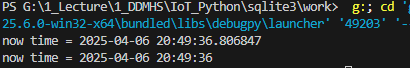 PS G:\1_Lecture\1_DDMHS\IoT_Python\sqlite3\work>  g:; cd
25.6.0-win32-x64\bundled\libs\debugpy\launcher' '49203' '-
now time = 2025-04-06 20:49:36.806847
now time = 2025-04-06 20:49:36